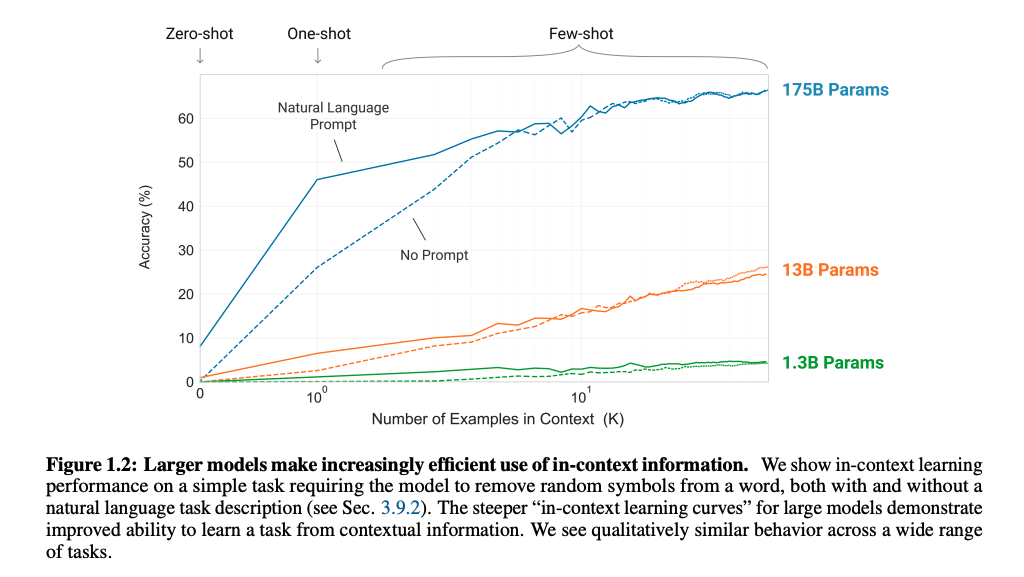 Zero-shot One-shot Few-shot
175B Params
Natural Language
Prompt
No Prompt
13B Params
1.3B Params
Accuracy (%)
60
50
40
30
20
10
0
0 10^0 10^1
Number of Examples in Context (K)
Figure 1.2: Larger models make increasingly efficient use of in-context information. We show in-context learning
performance on a simple task requiring the model to remove random symbols from a word, both with and without a
natural language task description (see Sec. 3.9.2). The steeper “in-context learning curves” for large models demonstrate
improved ability to learn a task from contextual information. We see qualitatively similar behavior across a wide range
of tasks.